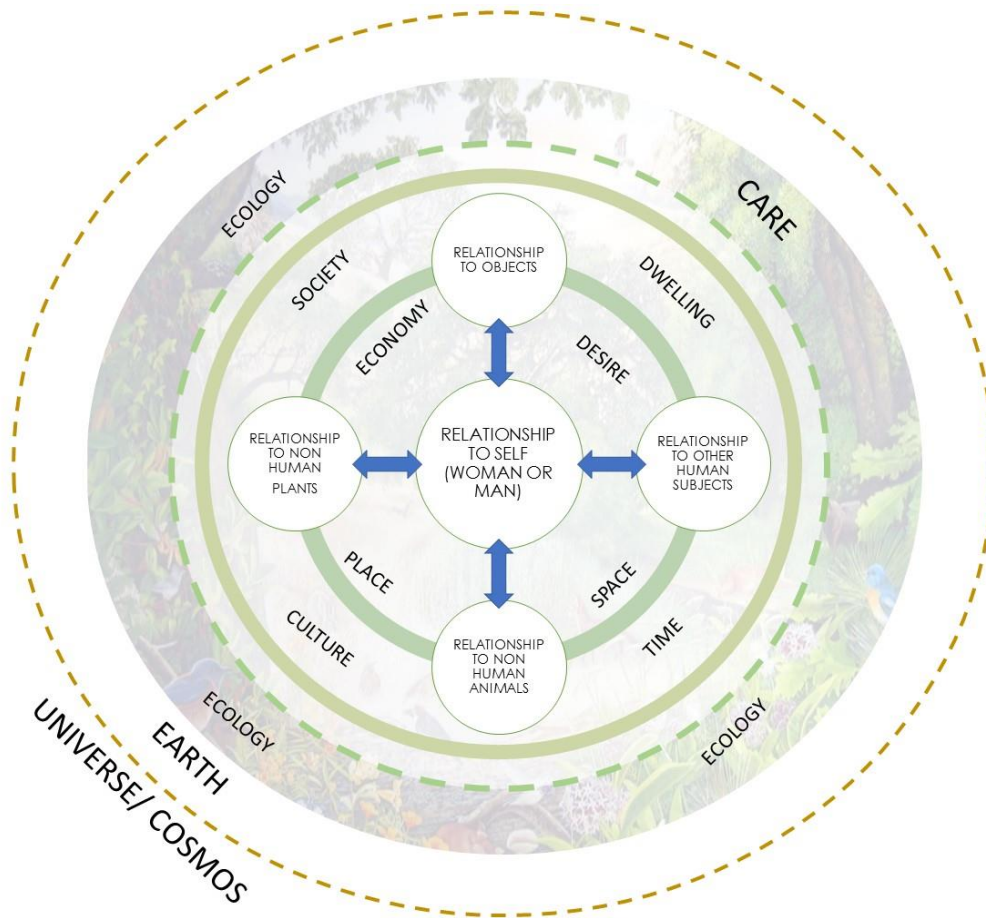 ECOLOGY
CARE
RELATIONSHIP
TO OBJECTS
SOCIETY
DWELLING
ECONOMY
DESIRE
RELATIONSHIP
TO NON
HUMAN
PLANTS
RELATIONSHIP
TO SELF
(WOMAN OR
MAN)
RELATIONSHIP
TO OTHER
HUMAN
SUBJECTS
PLACE
SPACE
CULTURE
TIME
RELATIONSHIP
TO NON
HUMAN
ANIMALS
ECOLOGY
ECOLOGY
EARTH
UNIVERSE/ COSMOS